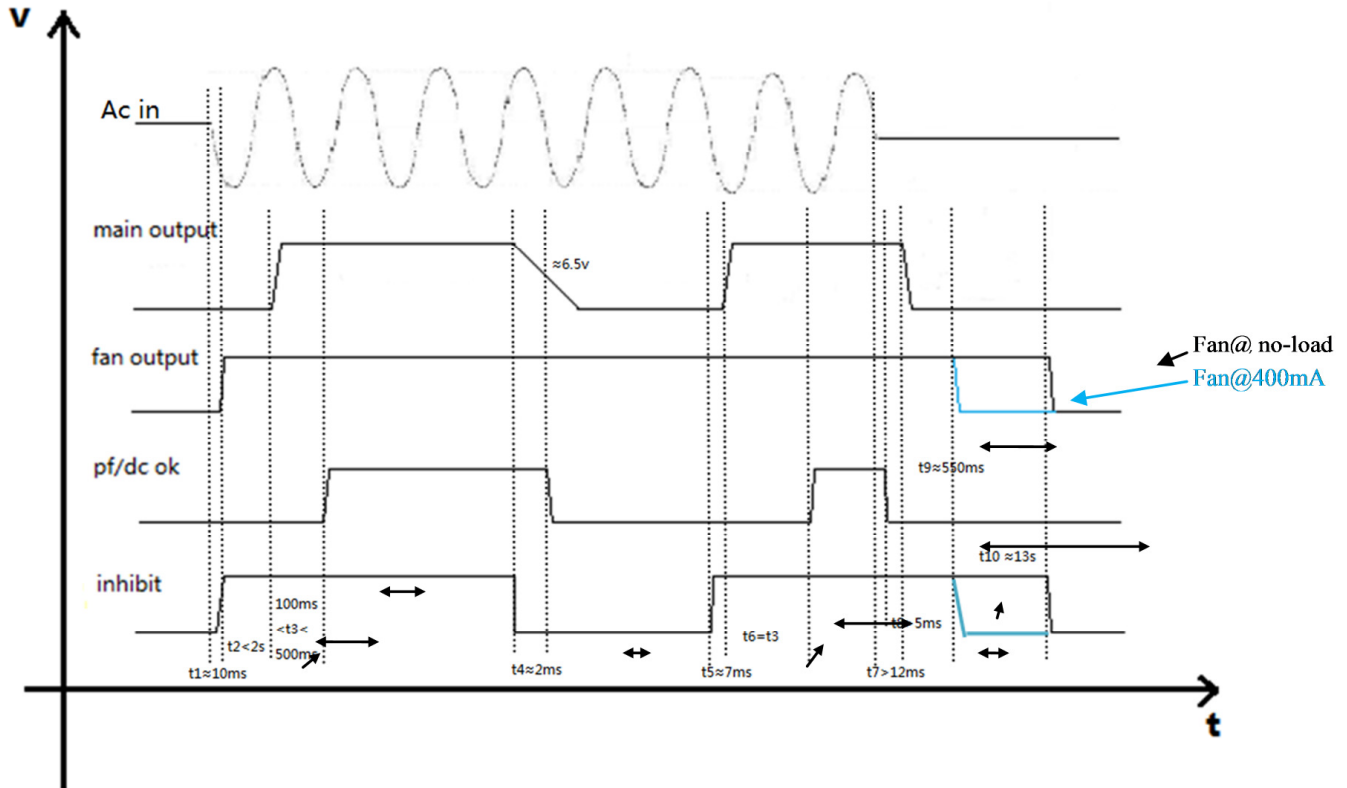 V
Ac in
main output
≈6.5v
fan output
Fan@ no-load
Fan@400mA
pf/dc ok
t9≈550ms
t10 ≈13s
inhibit
100ms
<t3<
500ms
t2<2s
t6=t3
5ms
t1≈10ms
t4≈2ms
t5≈7ms
t7>12ms
t